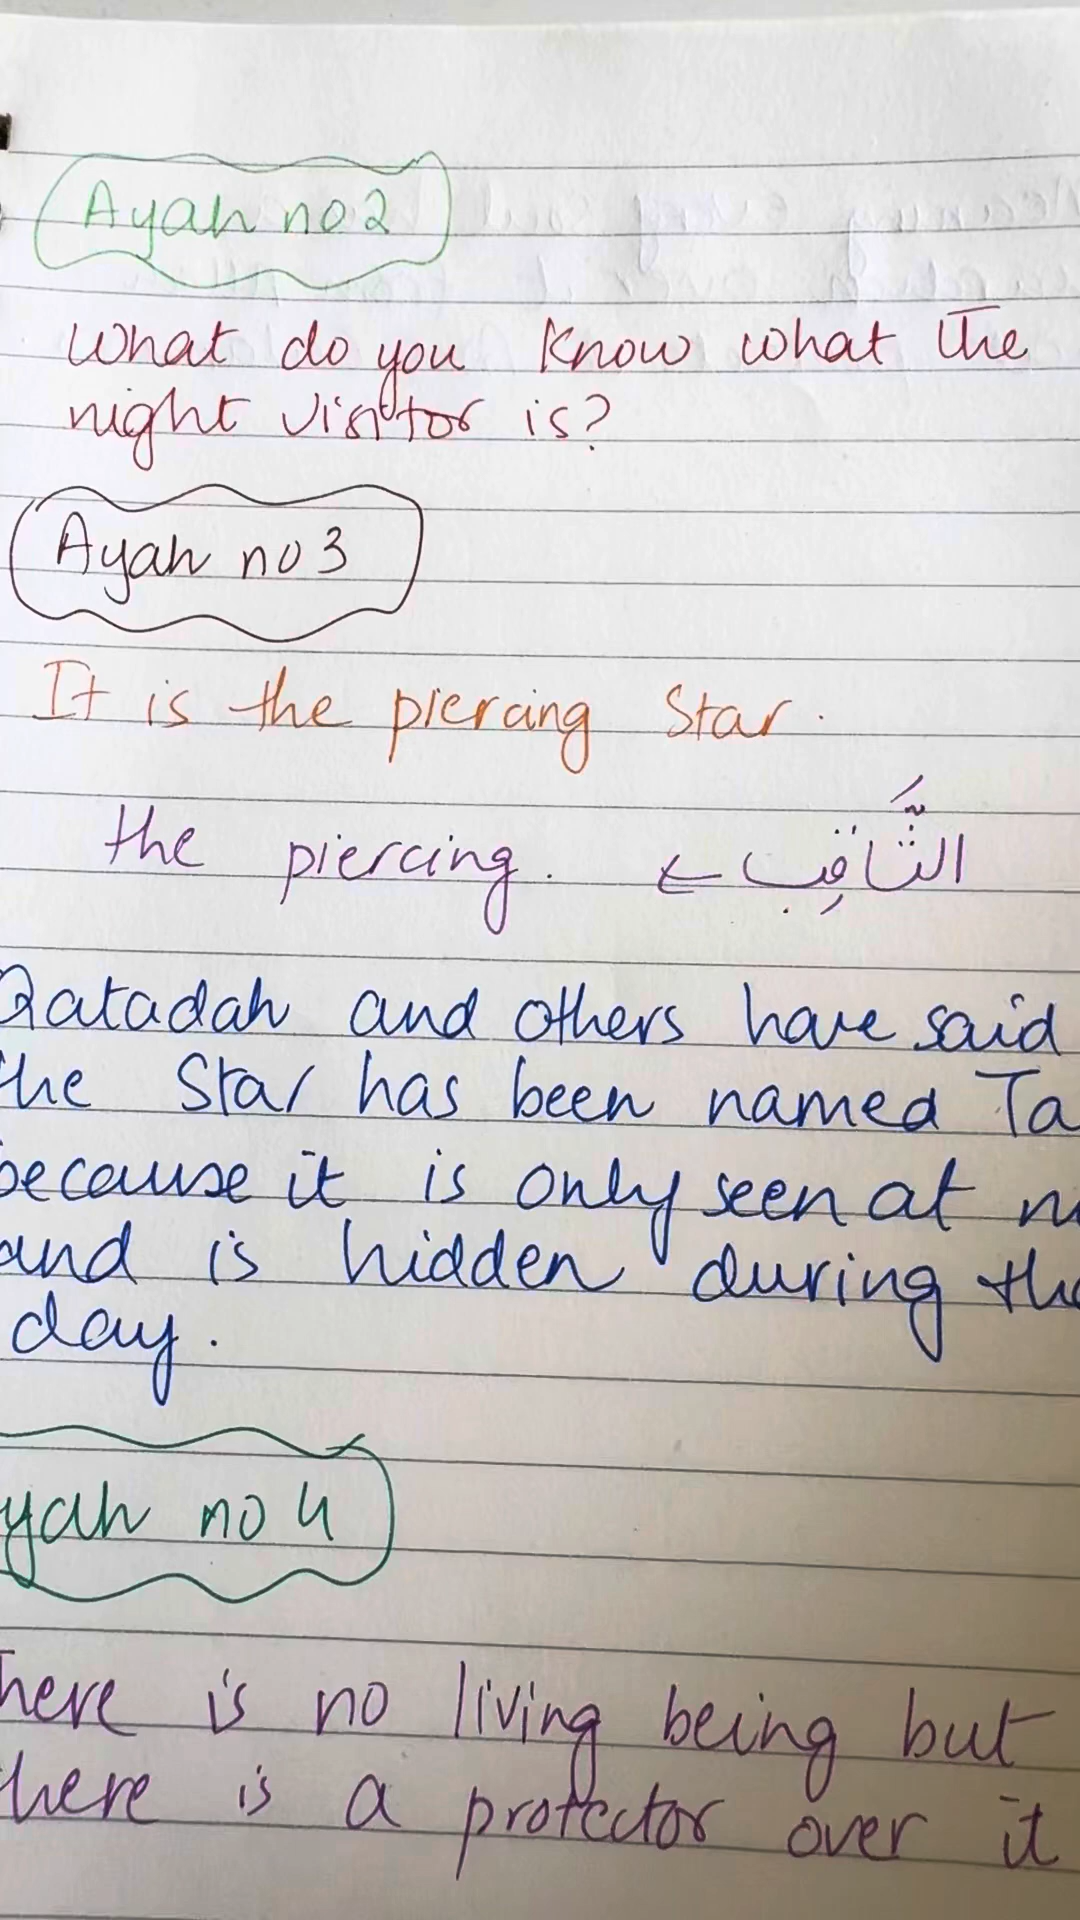 Ayah no 2
What do you know what the
night visitor is?
Ayah no 3
It is the piercing Star.
the piercing. ← الثَّاقِب
Qatadah and others have said
the Star has been named Ta
because it is only seen at n
and is hidden during the
day.
yah no 4
here is no living being but
there is a protector over it